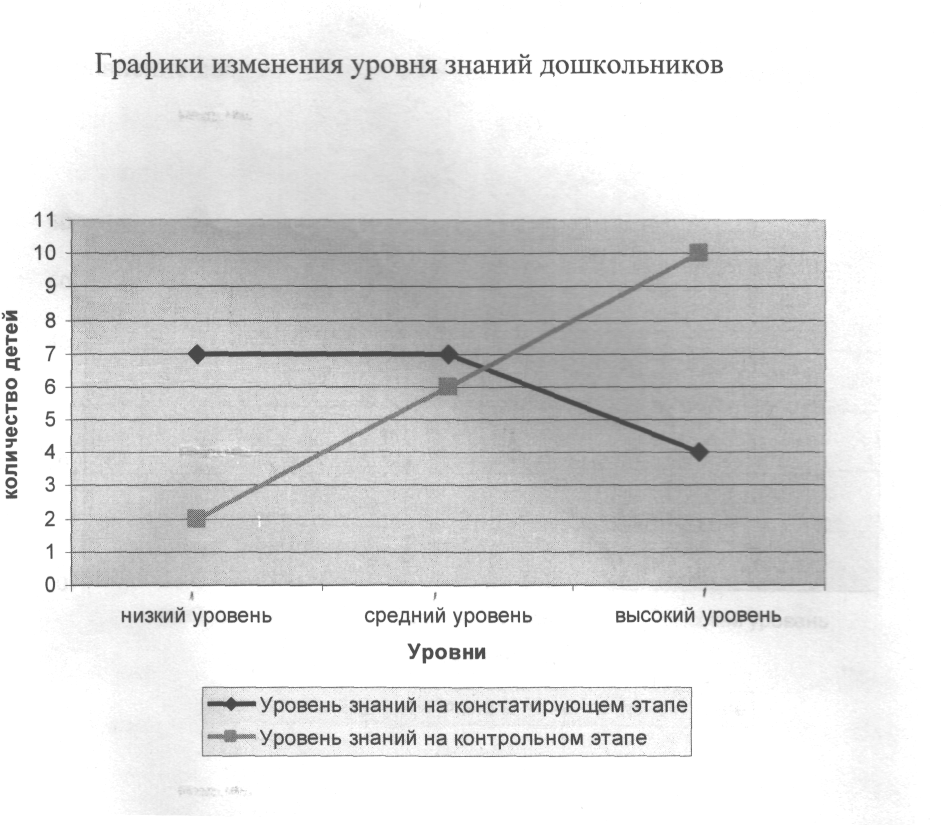 Графики изменения уровня знаний дошкольников
11
10
9
8
7
6
5
4
3
2
1
0
количество детей
низкий уровень
средний уровень
высокий уровень
Уровни
Уровень знаний на констатирующем этапе
Уровень знаний на контрольном этапе